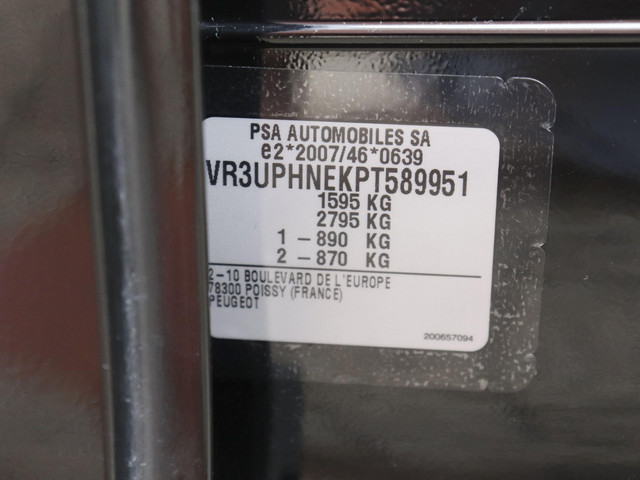 PSA AUTOMOBILES SA
e2*2007/46*0639
VR3UPHNEKPT589951
1595 KG
2795 KG
1 – 890 KG
2 – 870 KG
2–10 BOULEVARD DE L'EUROPE
78300 POISSY (FRANCE)
PEUGEOT
200657094